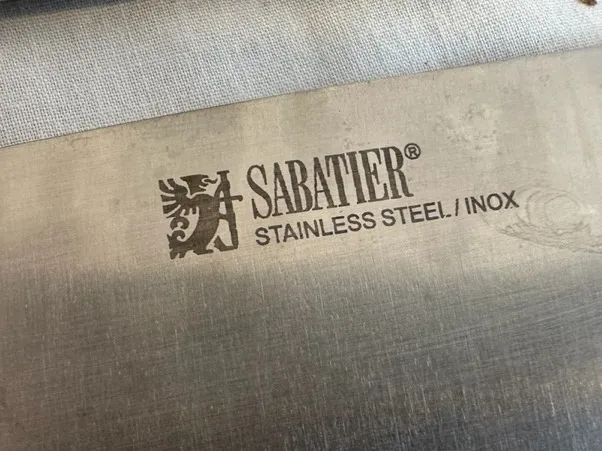 SABATIER®
STAINLESS STEEL / INOX